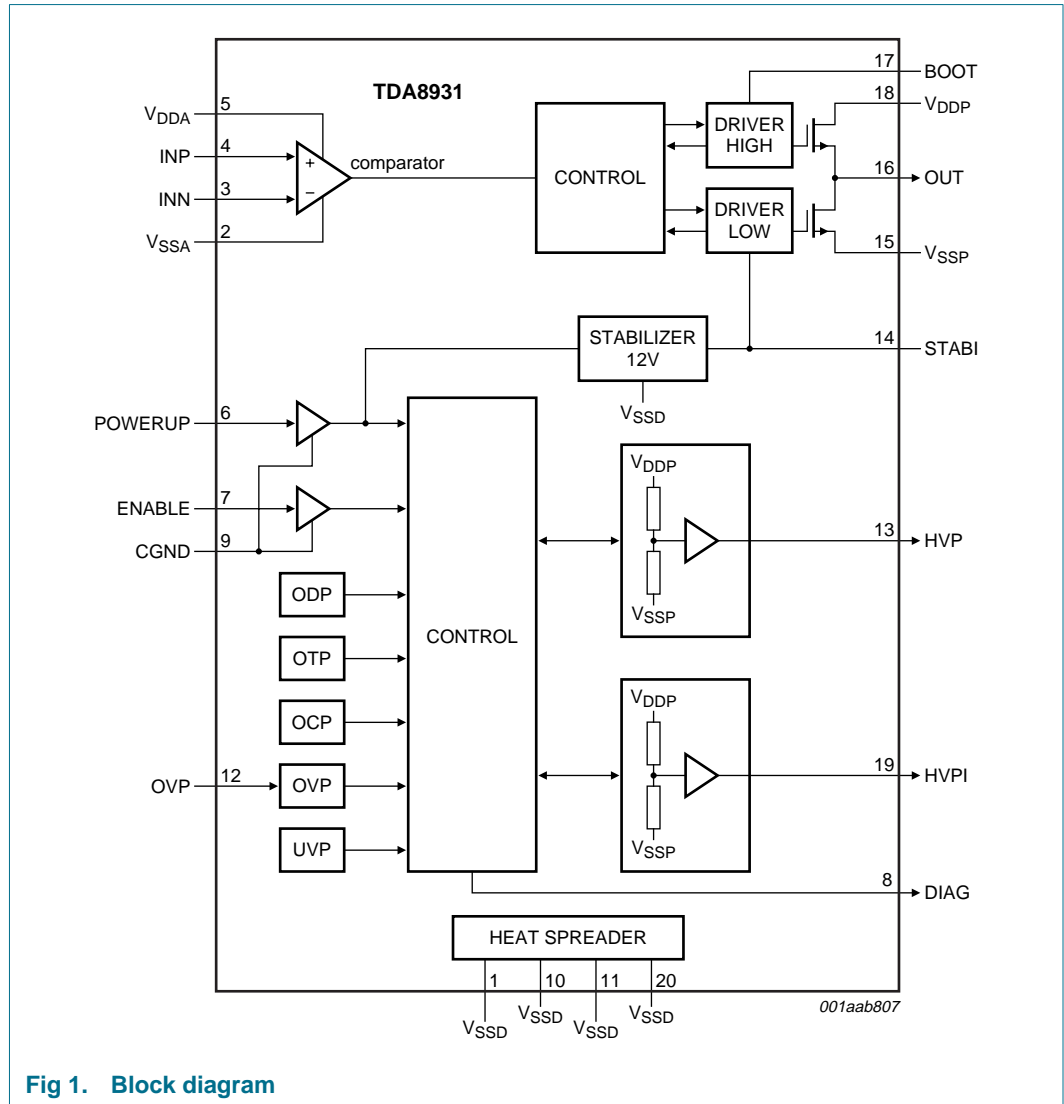 TDA8931
17
BOOT
18
VDDP
5
VDDA
4
INP
3
INN
2
VSSA
+
−
comparator
CONTROL
DRIVER
HIGH
DRIVER
LOW
16
OUT
15
VSSP
STABILIZER
12V
VSSD
14
STABI
6
POWERUP
7
ENABLE
9
CGND
ODP
OTP
OCP
12
OVP
OVP
UVP
CONTROL
VDDP
VSSP
13
HVP
VDDP
VSSP
19
HVPI
8
DIAG
HEAT SPREADER
1
10
11
20
VSSD
VSSD
VSSD
VSSD
001aab807
Fig 1. Block diagram